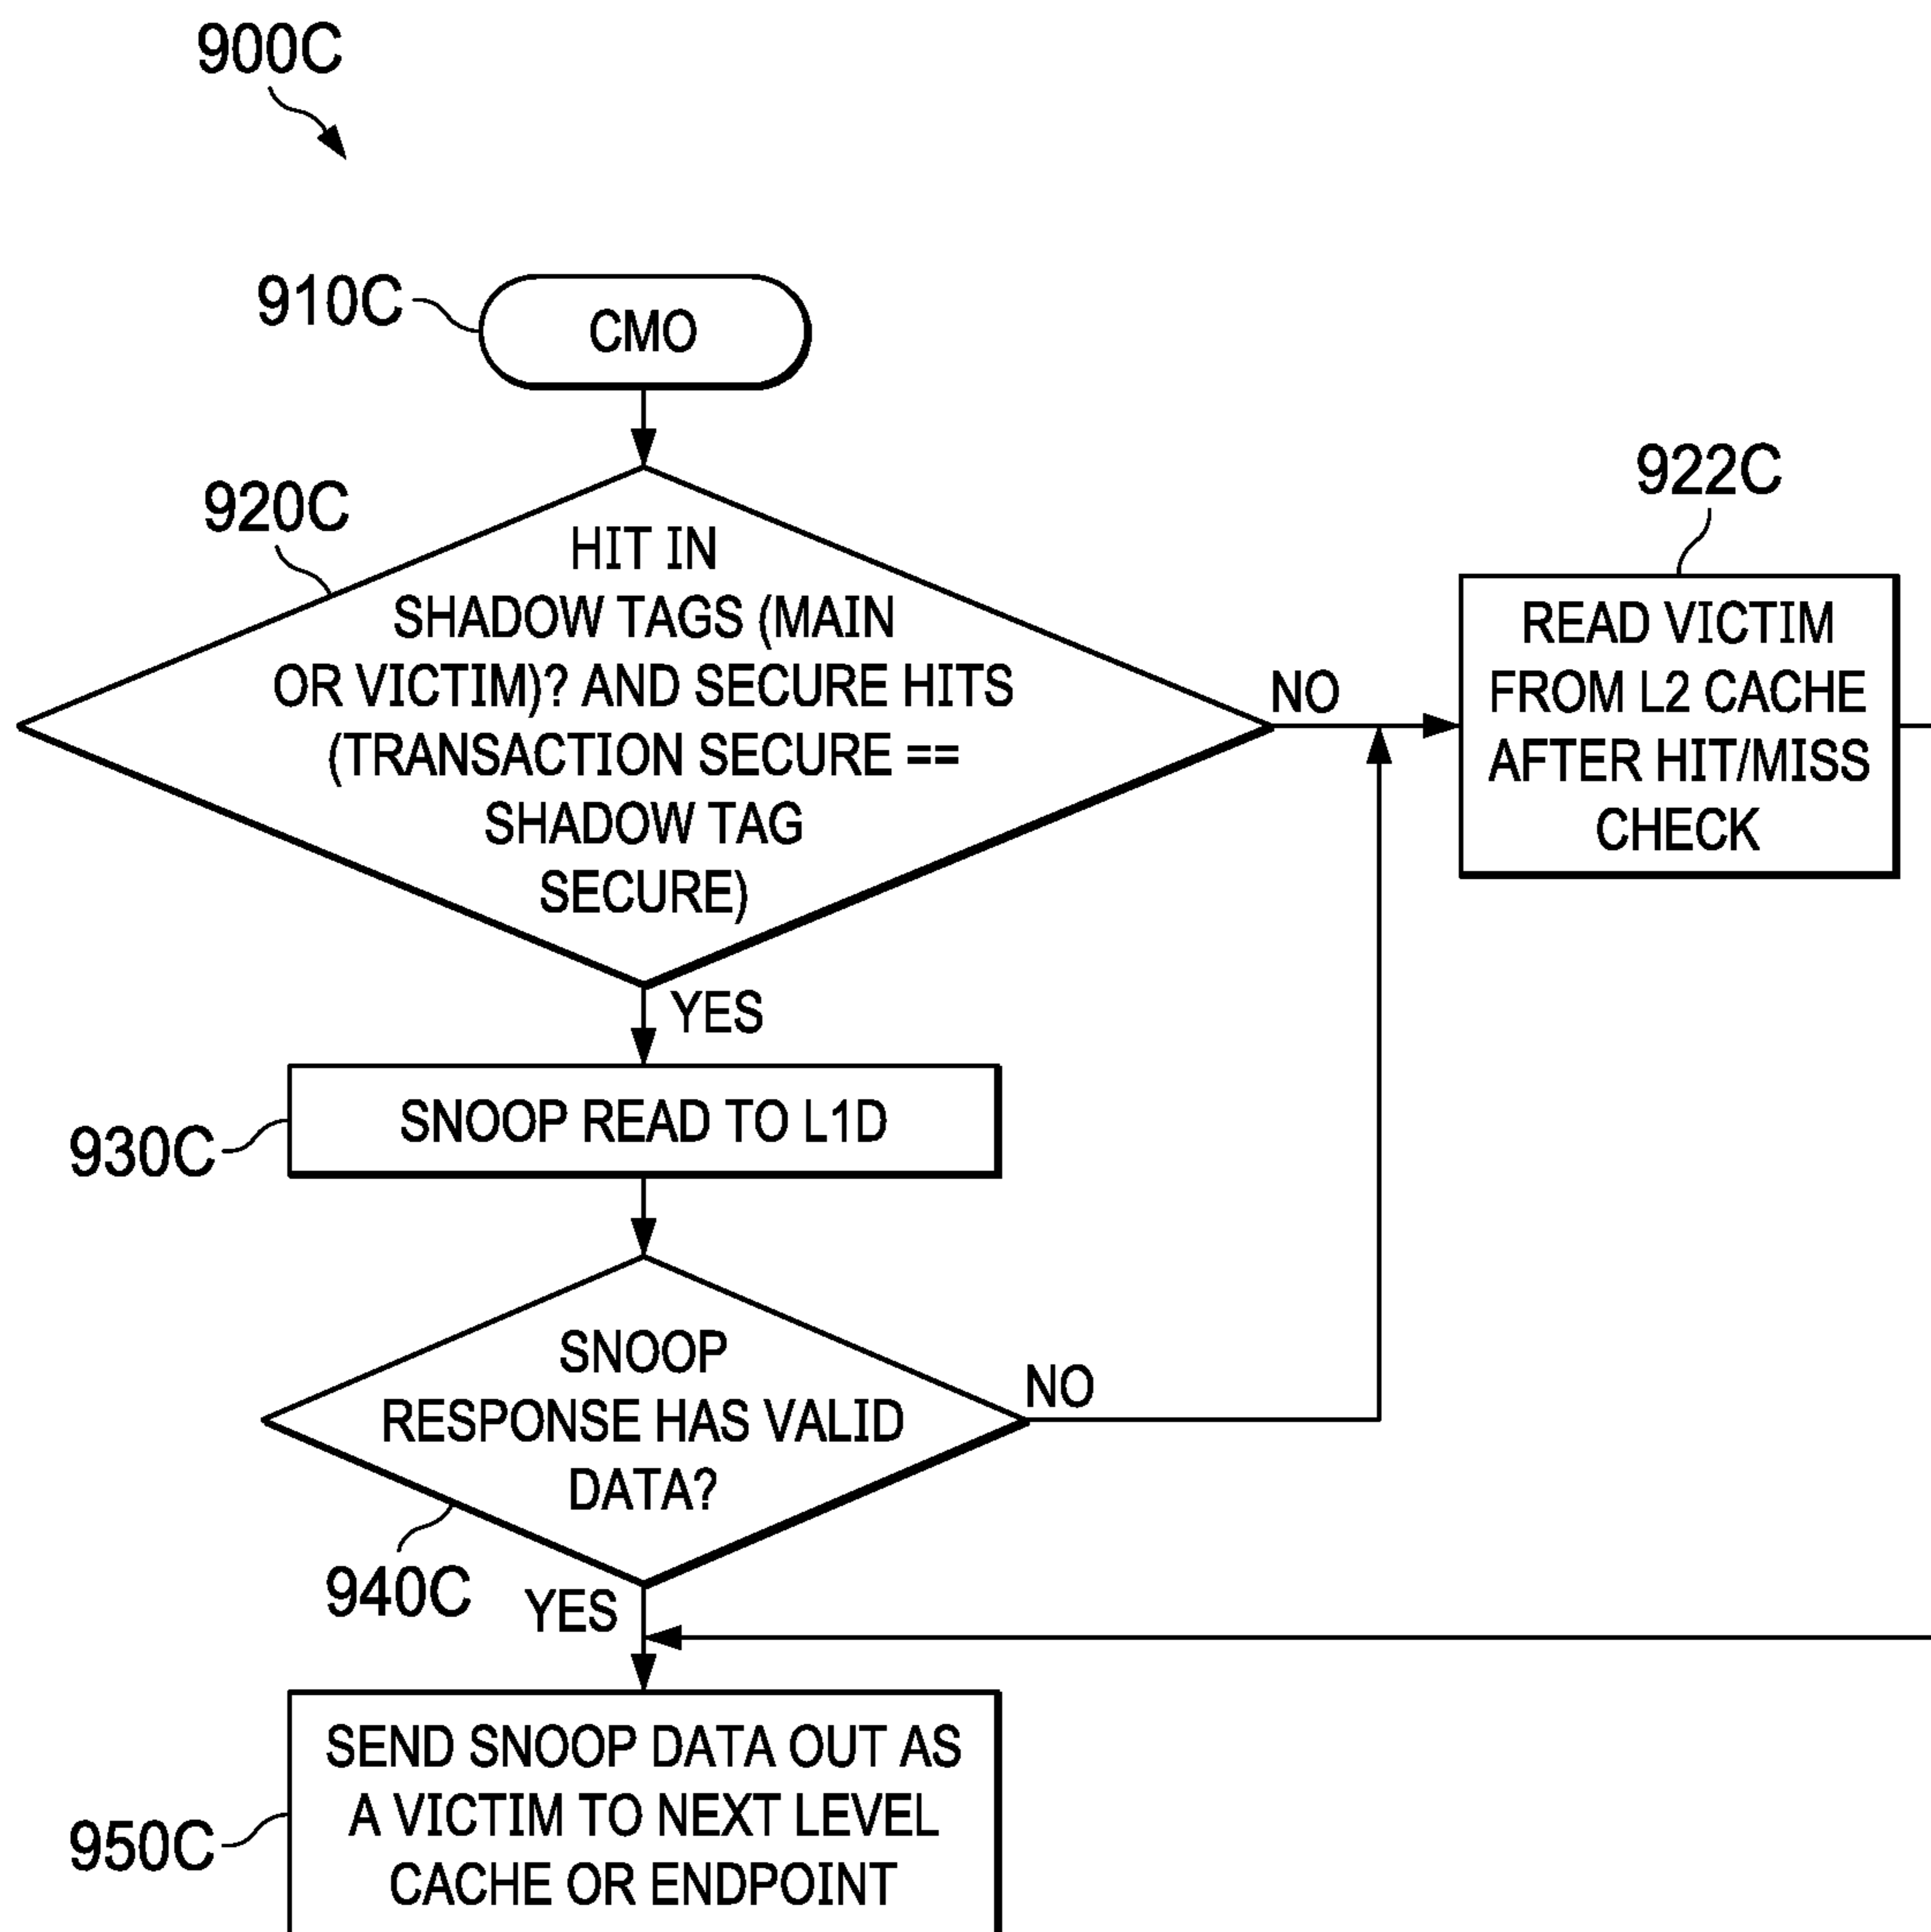 900C
910C
CMO
920C
922C
HIT IN
SHADOW TAGS (MAIN
OR VICTIM)? AND SECURE HITS
(TRANSACTION SECURE ==
SHADOW TAG
SECURE)
NO
READ VICTIM
FROM L2 CACHE
AFTER HIT/MISS
CHECK
YES
930C
SNOOP READ TO L1D
SNOOP
RESPONSE HAS VALID
DATA?
NO
940C
YES
950C
SEND SNOOP DATA OUT AS
A VICTIM TO NEXT LEVEL
CACHE OR ENDPOINT